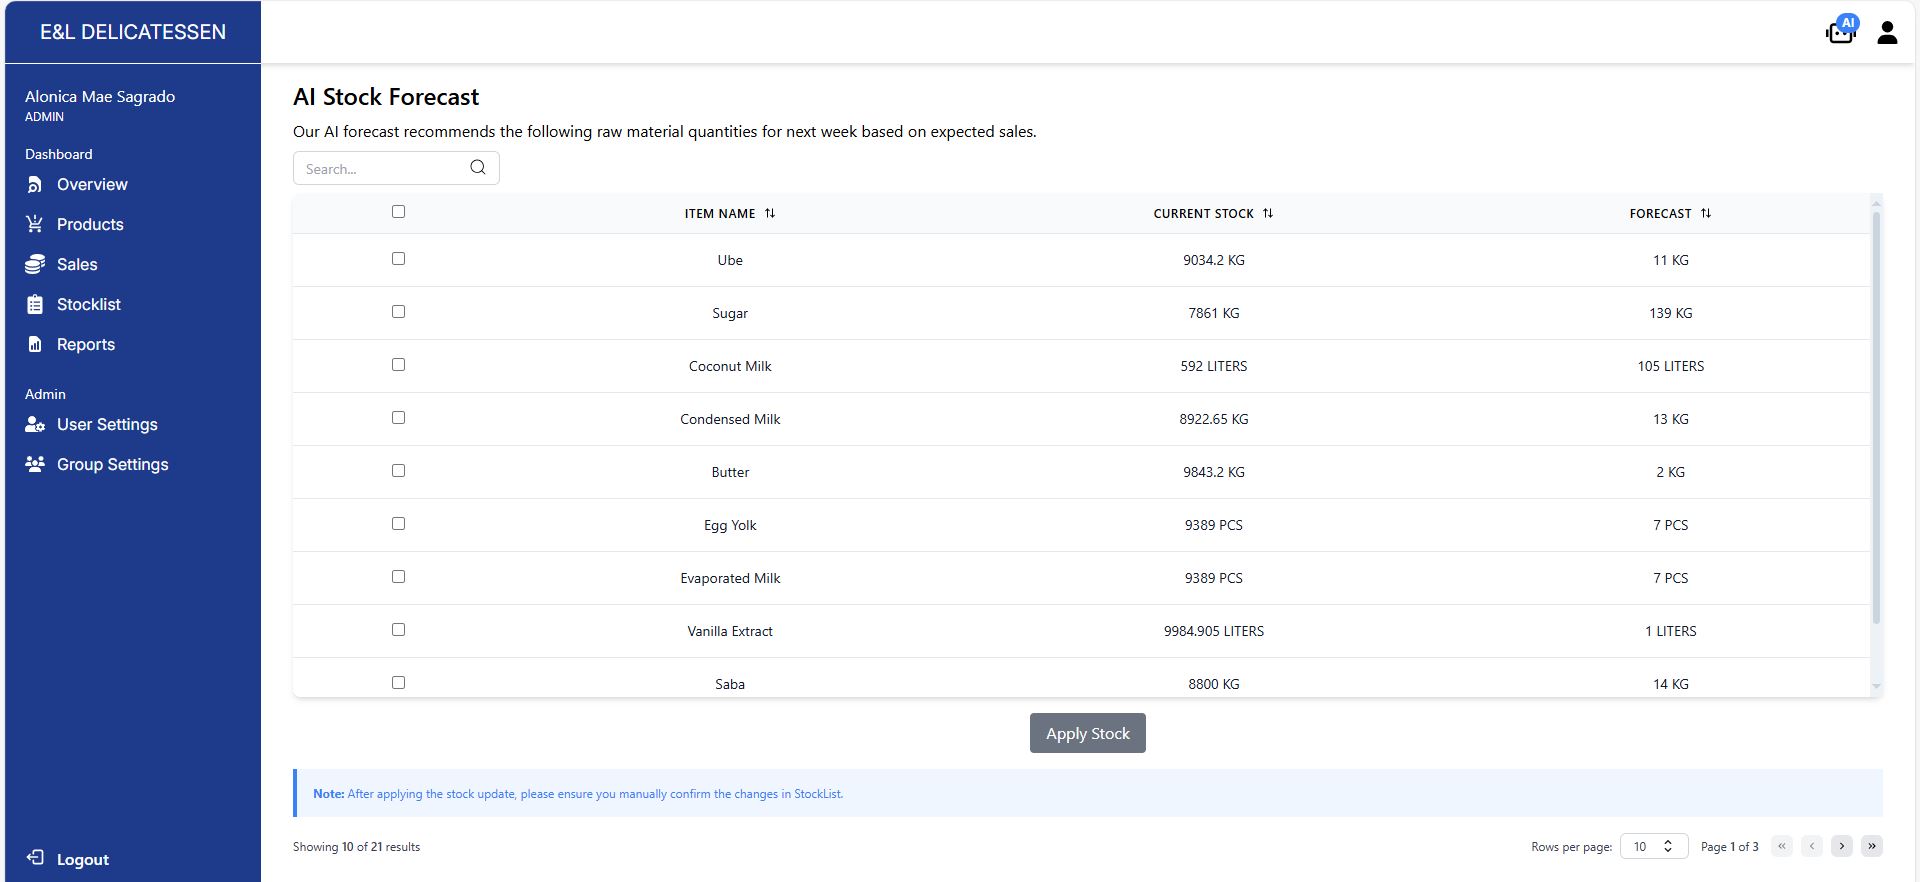 E&L DELICATESSEN
AI
Alonica Mae Sagrado
ADMIN
Dashboard
Overview
Products
Sales
Stocklist
Reports
Admin
User Settings
Group Settings
Logout
AI Stock Forecast
Our AI forecast recommends the following raw material quantities for next week based on expected sales.
Search...
ITEM NAME CURRENT STOCK FORECAST
Ube 9034.2 KG 11 KG
Sugar 7861 KG 139 KG
Coconut Milk 592 LITERS 105 LITERS
Condensed Milk 8922.65 KG 13 KG
Butter 9843.2 KG 2 KG
Egg Yolk 9389 PCS 7 PCS
Evaporated Milk 9389 PCS 7 PCS
Vanilla Extract 9984.905 LITERS 1 LITERS
Saba 8800 KG 14 KG
Apply Stock
Note: After applying the stock update, please ensure you manually confirm the changes in StockList.
Showing 10 of 21 results
Rows per page: 10 Page 1 of 3 « ‹ › »